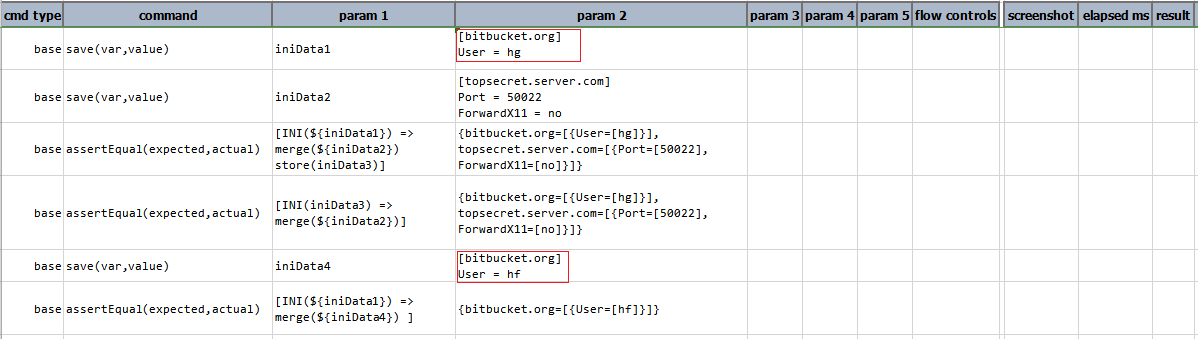 cmd type command param 1 param 2 param 3 param 4 param 5 flow controls screenshot elapsed ms result
base save(var,value) iniData1 [bitbucket.org]
User = hg
base save(var,value) iniData2 [topsecret.server.com]
Port = 50022
ForwardX11 = no
base assertEqual(expected,actual) [INI(${iniData1}) => {bitbucket.org=[{User=[hg]}],
merge(${iniData2}) topsecret.server.com=[{Port=[50022],
store(iniData3)] ForwardX11=[no]}]}
base assertEqual(expected,actual) [INI(iniData3) => {bitbucket.org=[{User=[hg]}],
merge(${iniData2})] topsecret.server.com=[{Port=[50022],
ForwardX11=[no]}]}
base save(var,value) iniData4 [bitbucket.org]
User = hf
base assertEqual(expected,actual) [INI(${iniData1}) => {bitbucket.org=[{User=[hf]}]}
merge(${iniData4}) ]